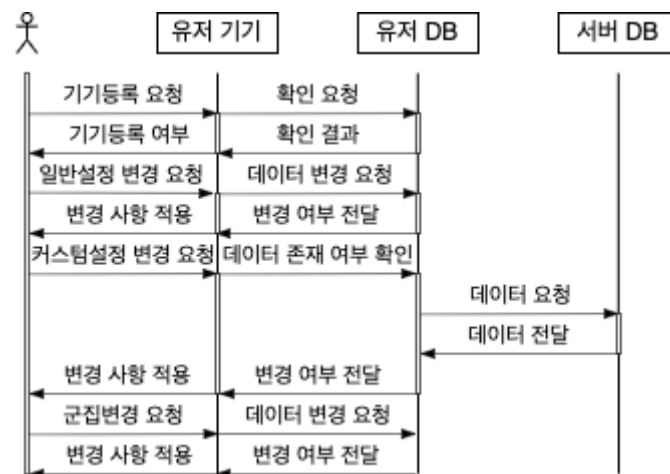 유저 기기 유저 DB 서버 DB
기기등록 요청 확인 요청
기기등록 여부 확인 결과
일반설정 변경 요청 데이터 변경 요청
변경 사항 적용 변경 여부 전달
커스텀설정 변경 요청 데이터 존재 여부 확인
데이터 요청
데이터 전달
변경 사항 적용 변경 여부 전달
군집변경 요청 데이터 변경 요청
변경 사항 적용 변경 여부 전달